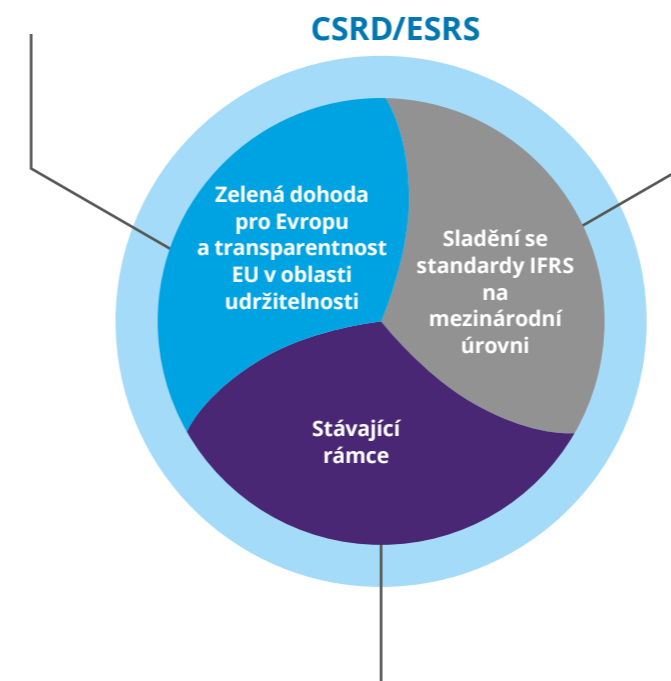 CSRD/ESRS
Zelená dohoda
pro Evropu
a transparentnost
EU v oblasti
udržitelnosti
Sladění se
standardy IFRS
na
mezinárodní
úrovni
Stávající
rámce